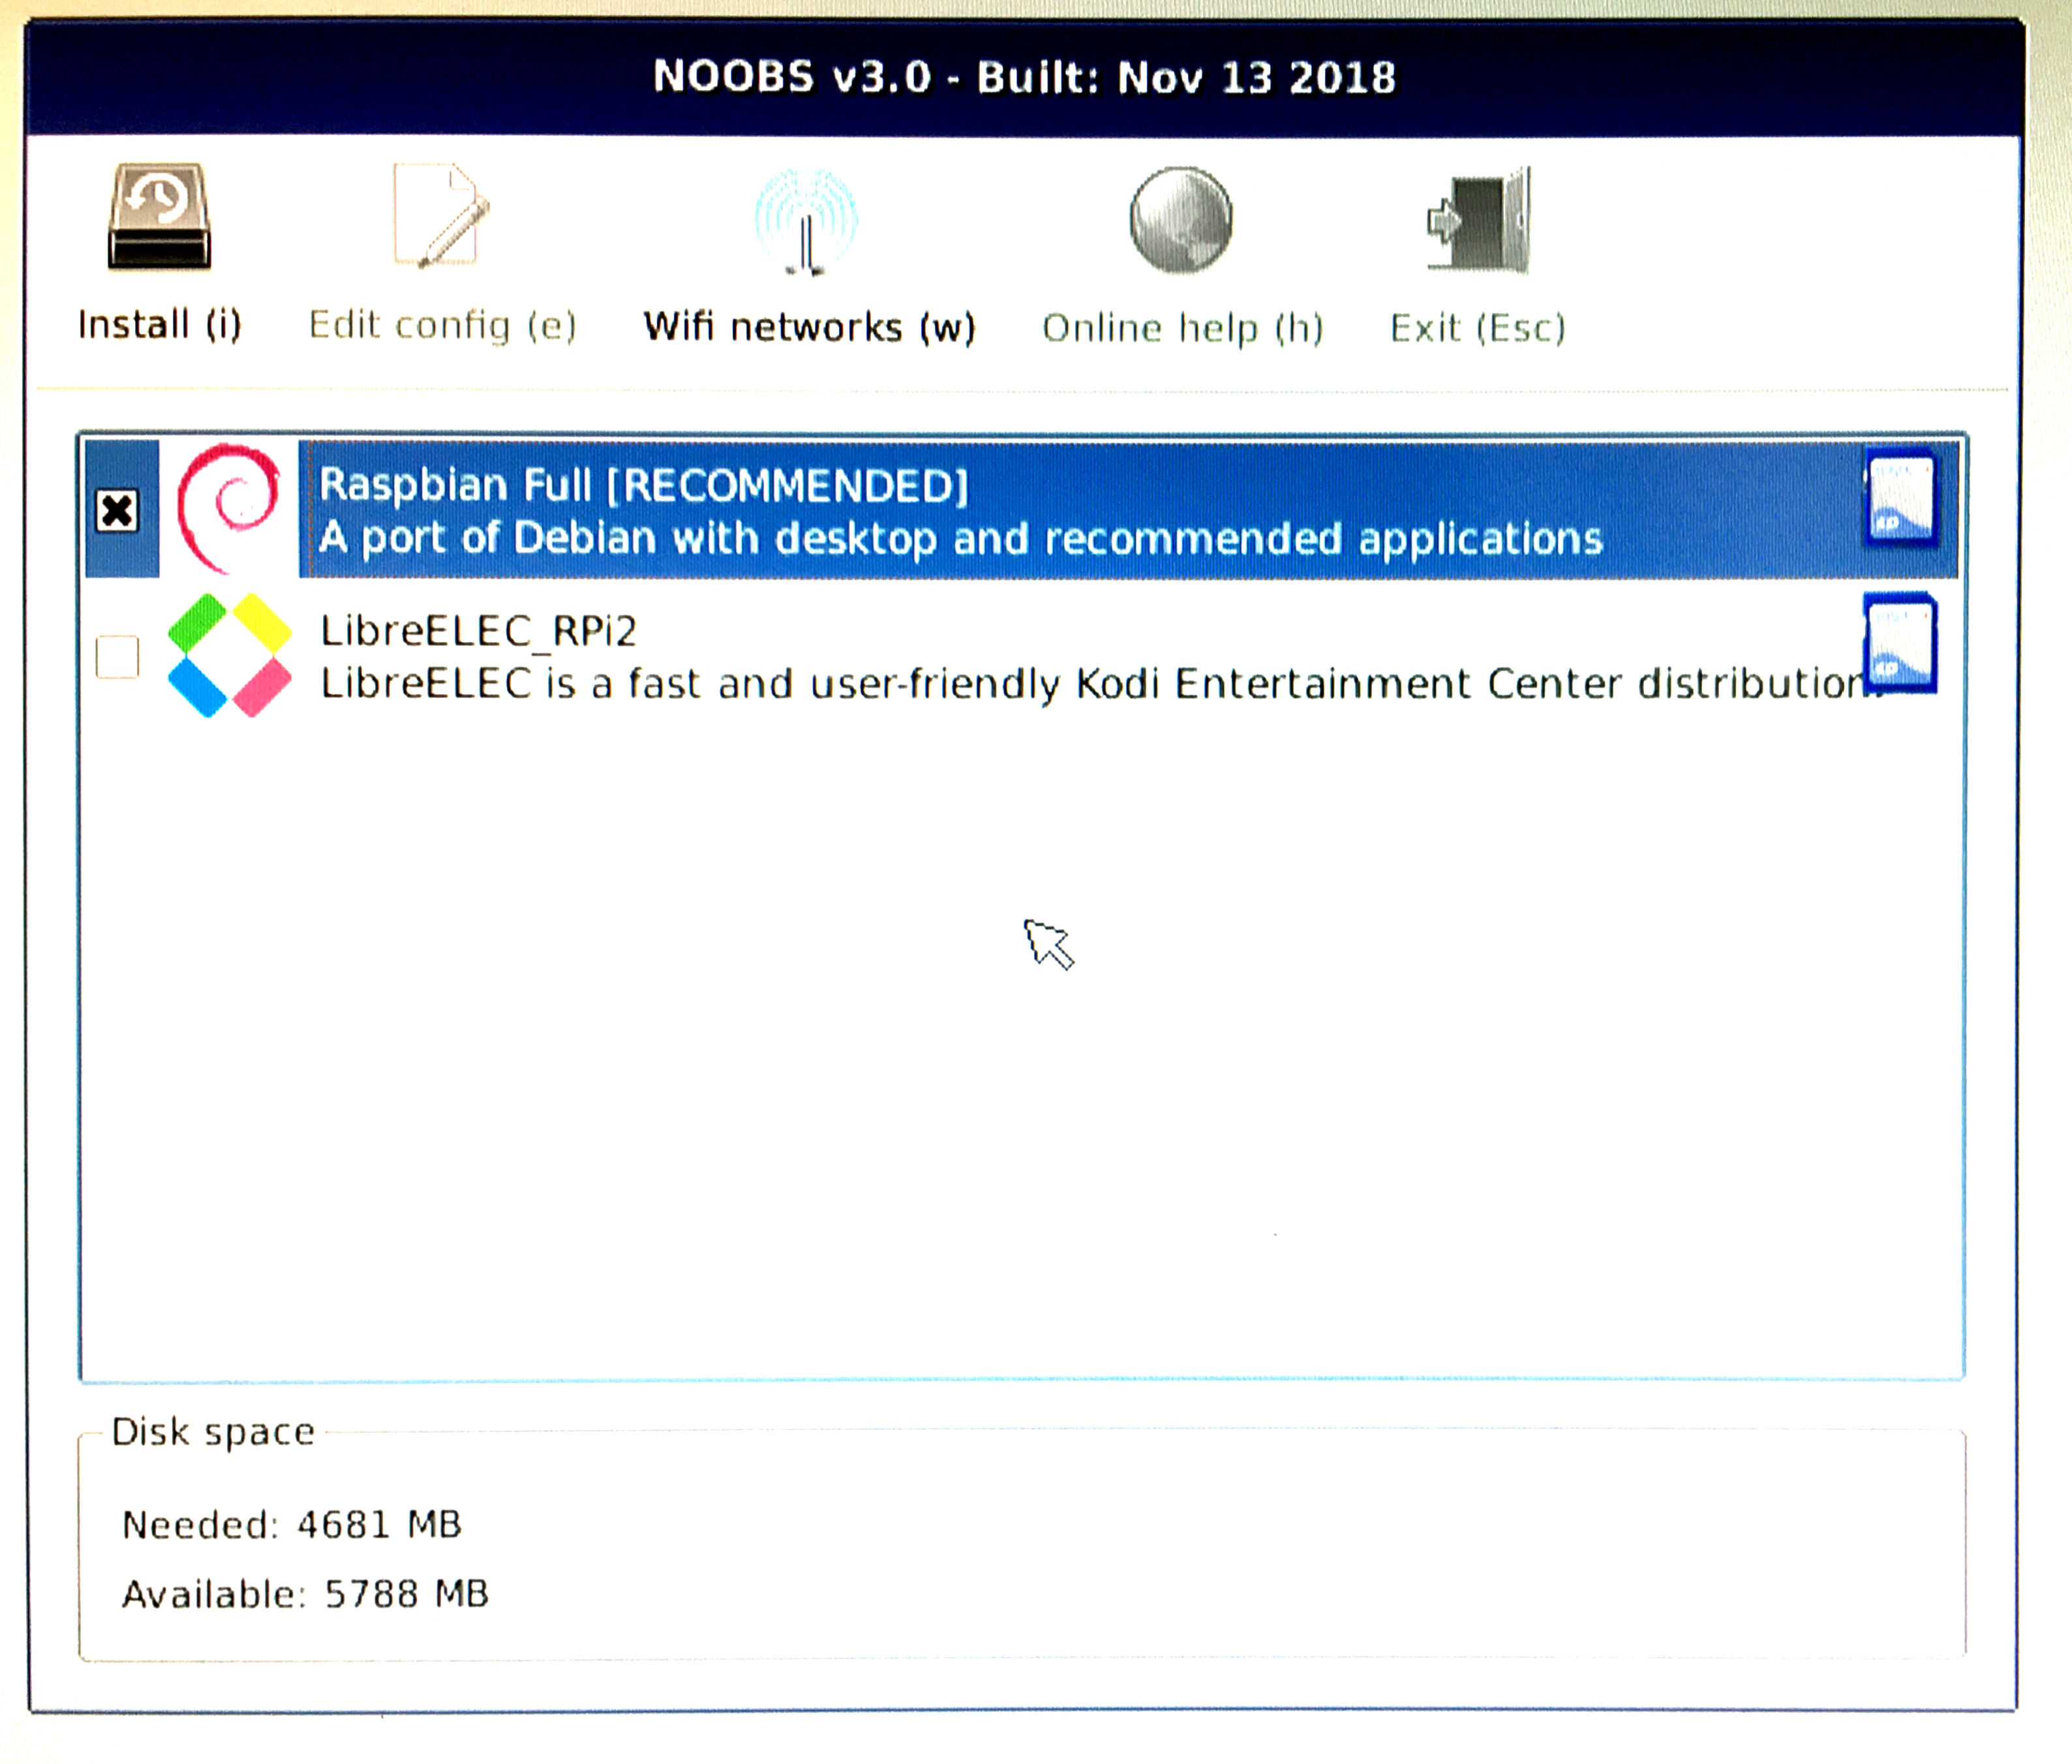 NOOBS v3.0 - Built: Nov 13 2018
Install (i) Edit config (e) Wifi networks (w) Online help (h) Exit (Esc)
Raspbian Full [RECOMMENDED]
A port of Debian with desktop and recommended applications
LibreELEC_RPi2
LibreELEC is a fast and user-friendly Kodi Entertainment Center distribution.
Disk space
Needed: 4681 MB
Available: 5788 MB